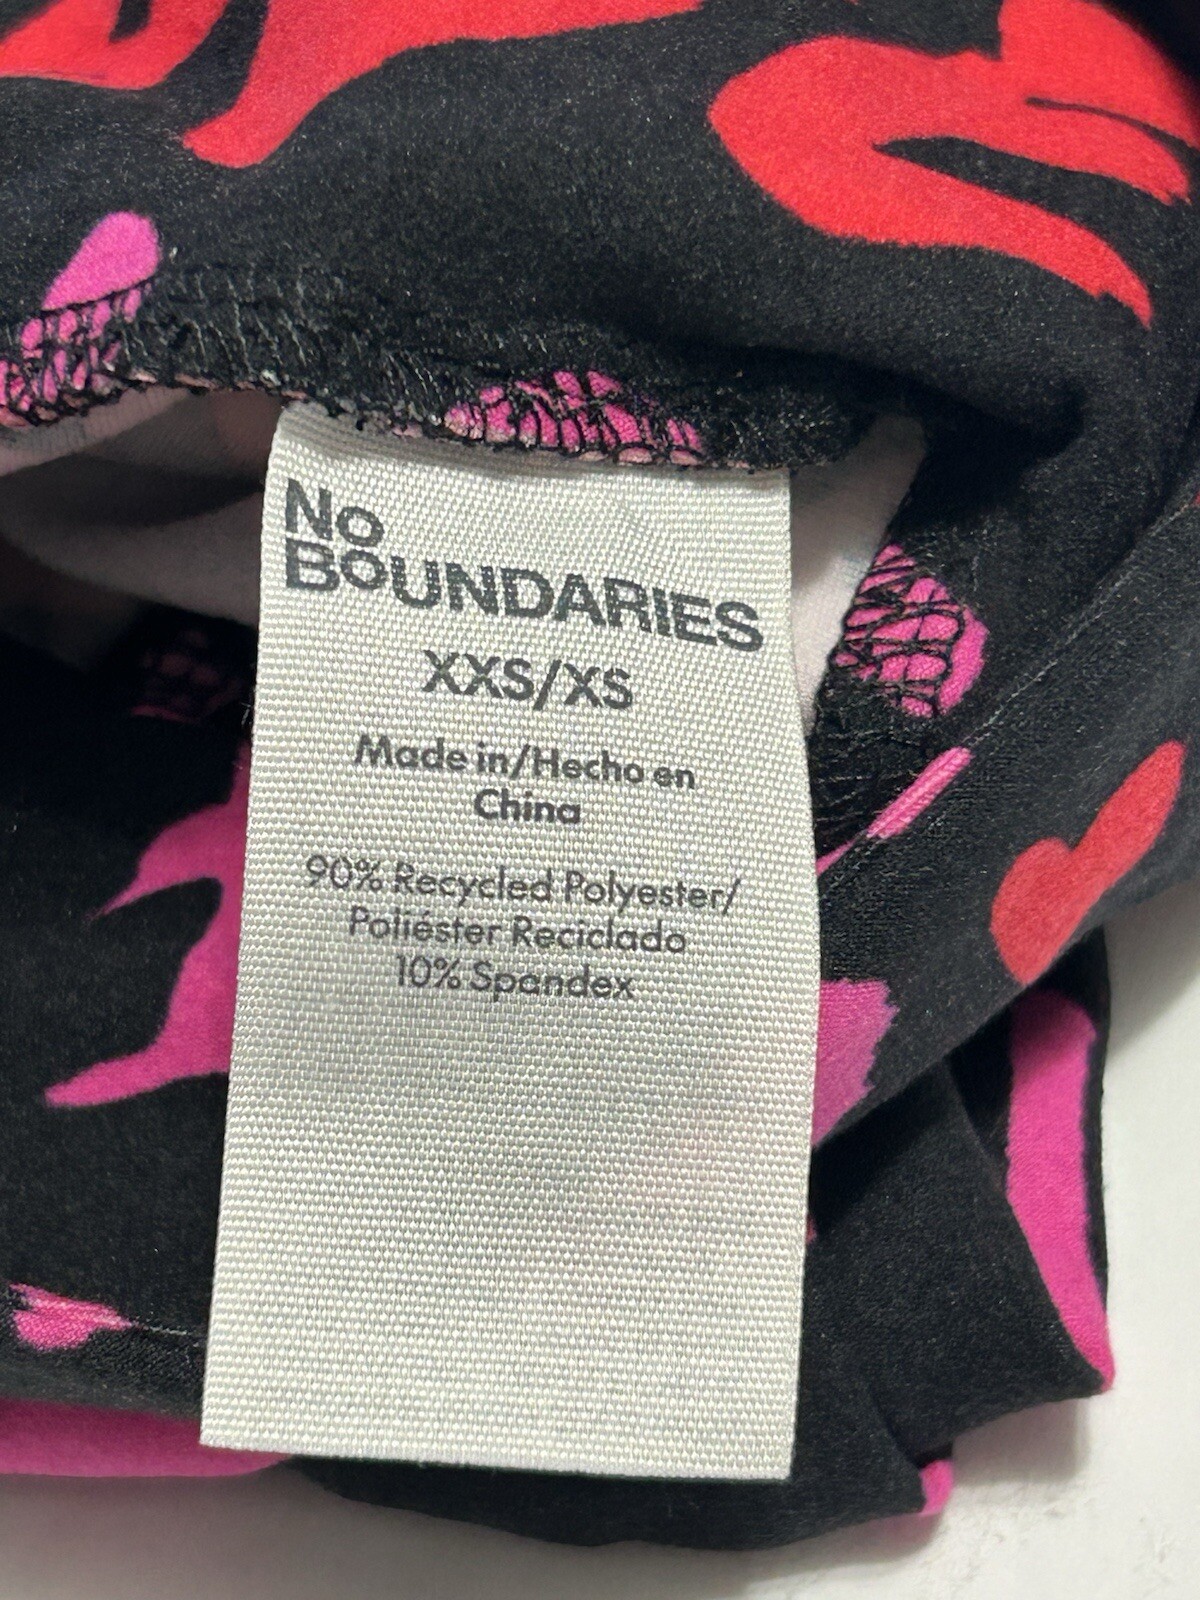 No
BOUNDARIES
XXS/XS
Made in/Hecho en
China
90% Recycled Polyester/
Poliéster Reciclado
10% Spandex